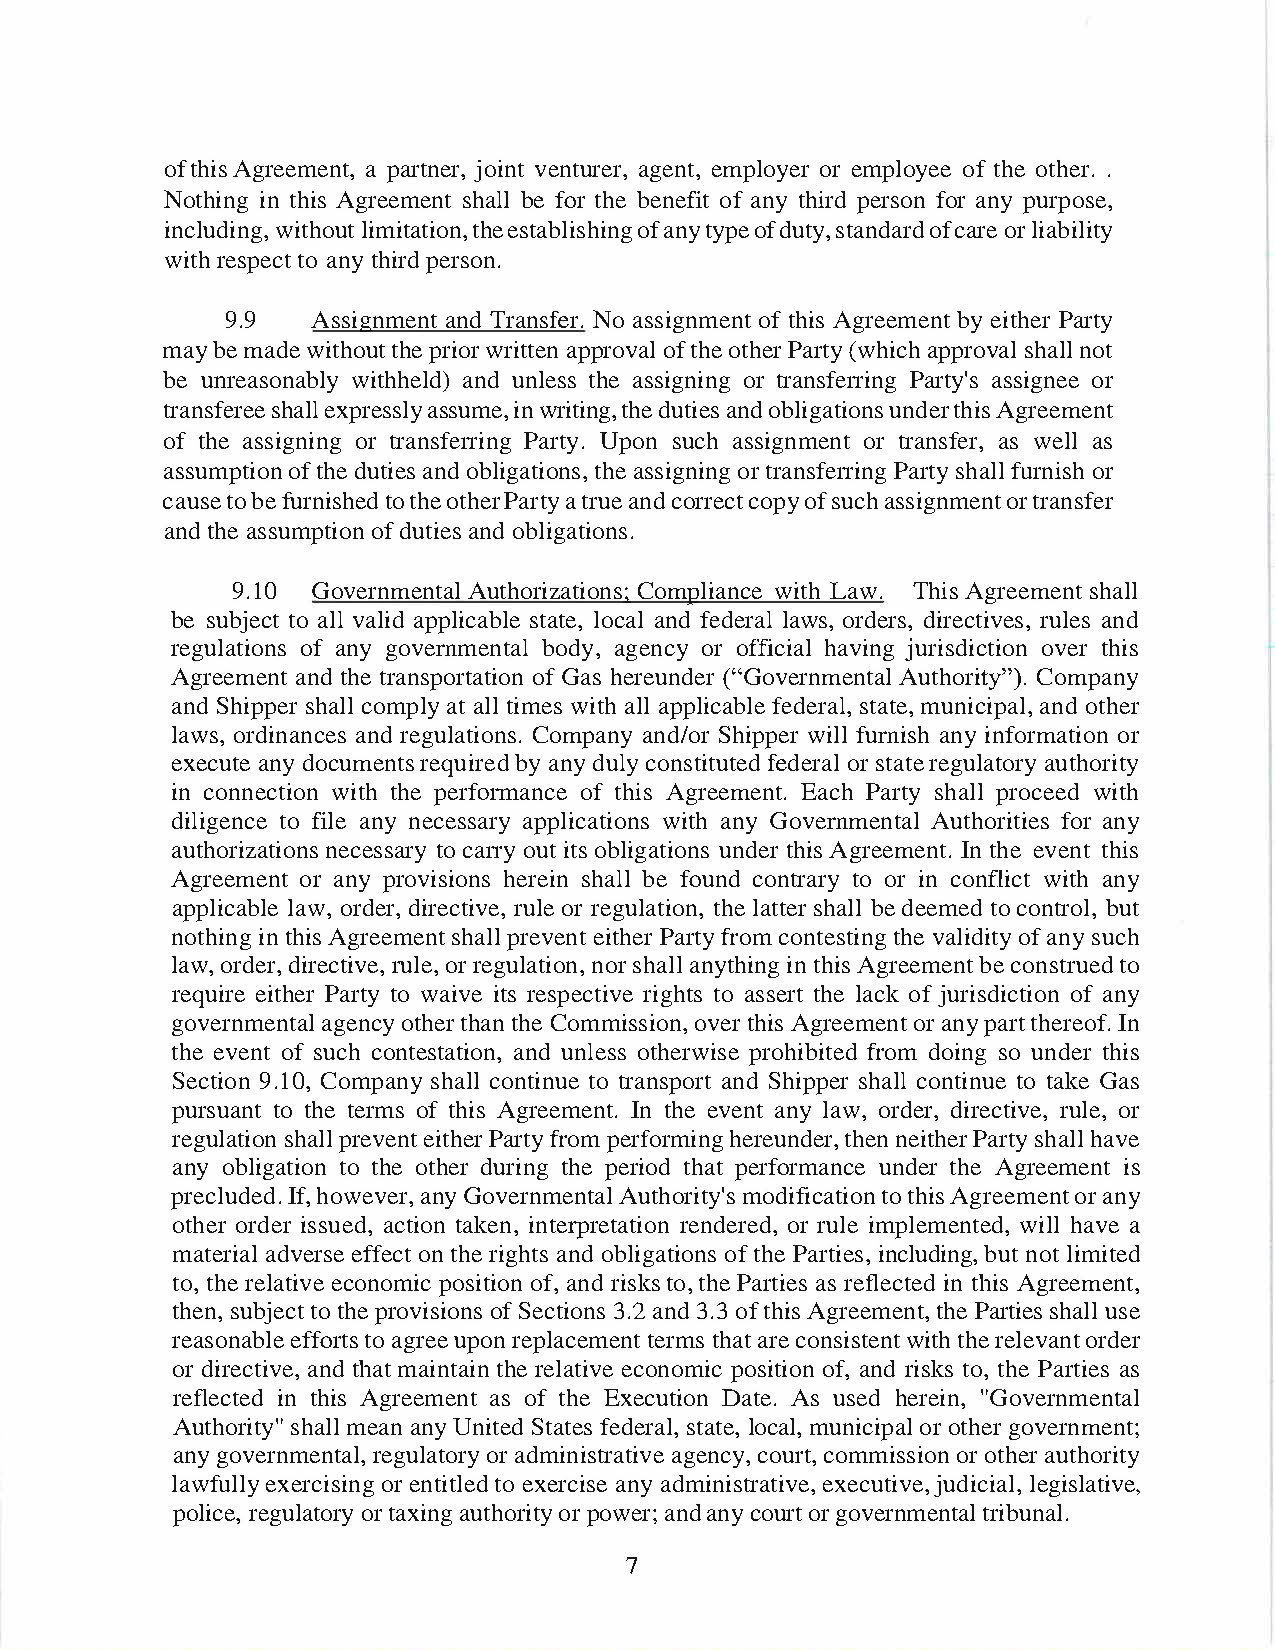 of this Agreement, a partner, joint venturer, agent, employer or employee of the other. .
Nothing in this Agreement shall be for the benefit of any third person for any purpose,
including, without limitation, the establishing of any type of duty, standard of care or liability
with respect to any third person.
9.9 Assignment and Transfer. No assignment of this Agreement by either Party
may be made without the prior written approval of the other Party (which approval shall not
be unreasonably withheld) and unless the assigning or transferring Party's assignee or
transferee shall expressly assume, in writing, the duties and obligations under this Agreement
of the assigning or transferring Party. Upon such assignment or transfer, as well as
assumption of the duties and obligations, the assigning or transferring Party shall furnish or
cause to be furnished to the other Party a true and correct copy of such assignment or transfer
and the assumption of duties and obligations.
9.10 Governmental Authorizations; Compliance with Law. This Agreement shall
be subject to all valid applicable state, local and federal laws, orders, directives, rules and
regulations of any governmental body, agency or official having jurisdiction over this
Agreement and the transportation of Gas hereunder (“Governmental Authority”). Company
and Shipper shall comply at all times with all applicable federal, state, municipal, and other
laws, ordinances and regulations. Company and/or Shipper will furnish any information or
execute any documents required by any duly constituted federal or state regulatory authority
in connection with the performance of this Agreement. Each Party shall proceed with
diligence to file any necessary applications with any Governmental Authorities for any
authorizations necessary to carry out its obligations under this Agreement. In the event this
Agreement or any provisions herein shall be found contrary to or in conflict with any
applicable law, order, directive, rule or regulation, the latter shall be deemed to control, but
nothing in this Agreement shall prevent either Party from contesting the validity of any such
law, order, directive, rule, or regulation, nor shall anything in this Agreement be construed to
require either Party to waive its respective rights to assert the lack of jurisdiction of any
governmental agency other than the Commission, over this Agreement or any part thereof. In
the event of such contestation, and unless otherwise prohibited from doing so under this
Section 9.10, Company shall continue to transport and Shipper shall continue to take Gas
pursuant to the terms of this Agreement. In the event any law, order, directive, rule, or
regulation shall prevent either Party from performing hereunder, then neither Party shall have
any obligation to the other during the period that performance under the Agreement is
precluded. If, however, any Governmental Authority's modification to this Agreement or any
other order issued, action taken, interpretation rendered, or rule implemented, will have a
material adverse effect on the rights and obligations of the Parties, including, but not limited
to, the relative economic position of, and risks to, the Parties as reflected in this Agreement,
then, subject to the provisions of Sections 3.2 and 3.3 of this Agreement, the Parties shall use
reasonable efforts to agree upon replacement terms that are consistent with the relevant order
or directive, and that maintain the relative economic position of, and risks to, the Parties as
reflected in this Agreement as of the Execution Date. As used herein, "Governmental
Authority" shall mean any United States federal, state, local, municipal or other government;
any governmental, regulatory or administrative agency, court, commission or other authority
lawfully exercising or entitled to exercise any administrative, executive, judicial, legislative,
police, regulatory or taxing authority or power; and any court or governmental tribunal.
7